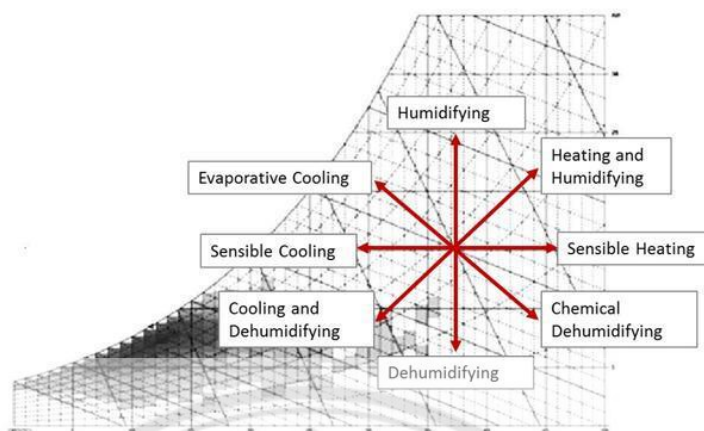 Humidifying
Evaporative Cooling
Heating and
Humidifying
Sensible Cooling
Sensible Heating
Cooling and
Dehumidifying
Chemical
Dehumidifying
Dehumidifying